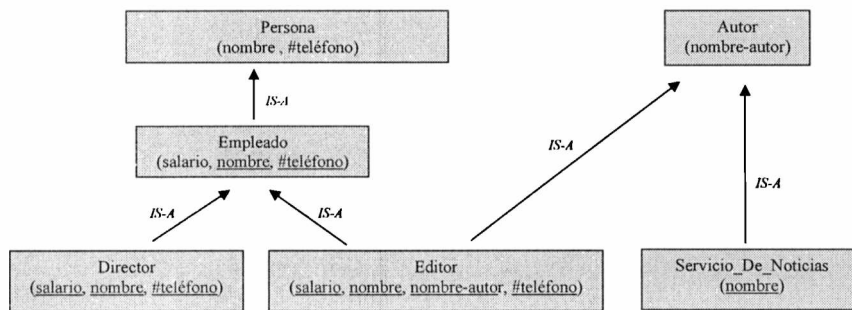 Persona
(nombre , #teléfono)
Autor
(nombre-autor)
IS-A
Empleado
(salario, nombre, #teléfono)
IS-A
IS-A
IS-A
IS-A
Director
(salario, nombre, #teléfono)
Editor
(salario, nombre, nombre-autor, #teléfono)
Servicio_De_Noticias
(nombre)